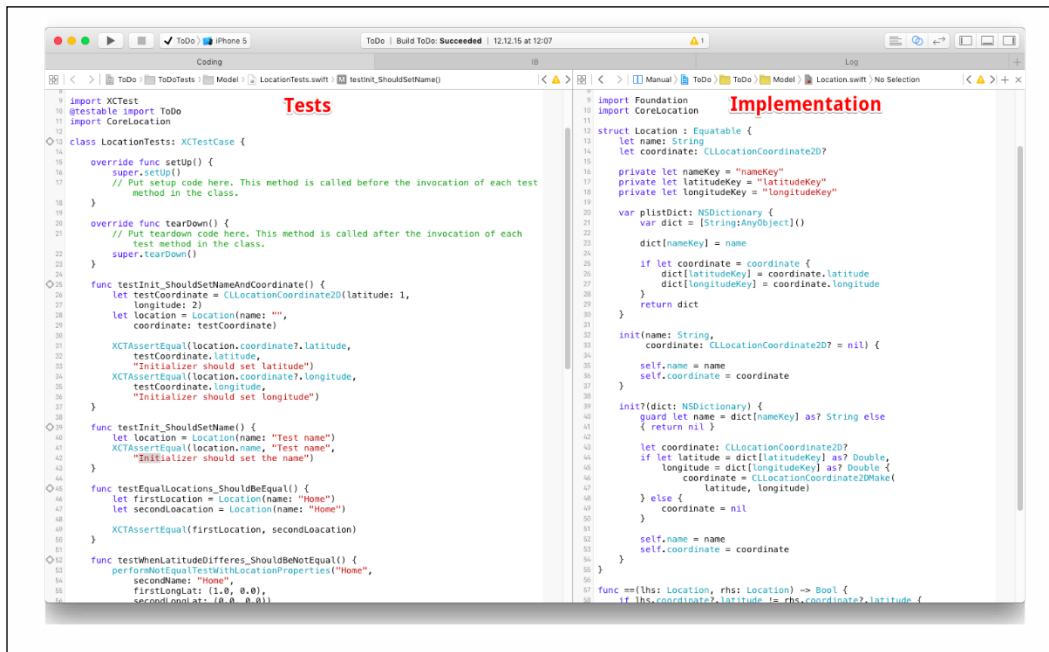 ToDo iPhone 5
ToDo | Build ToDo: Succeeded | 12.12.15 at 12:07
1
Coding
IB
Log
ToDo ToDoTests Model LocationTests.swift M testInit_ShouldSetName()
Manual ToDo ToDo Model Location.swift No Selection
Tests
8
9 import XCTest
10 @testable import ToDo
11 import CoreLocation
12
13 class LocationTests: XCTestCase {
14
15 override func setUp() {
16 super.setUp()
17 // Put setup code here. This method is called before the invocation of each test
method in the class.
18 }
19
20 override func tearDown() {
21 // Put teardown code here. This method is called after the invocation of each
test method in the class.
22 super.tearDown()
23 }
24
25 func testInit_ShouldSetNameAndCoordinate() {
26 let testCoordinate = CLLocationCoordinate2D(latitude: 1,
27 longitude: 2)
28 let location = Location(name: "",
29 coordinate: testCoordinate)
30
31 XCTAssertEqual(location.coordinate?.latitude,
32 testCoordinate.latitude,
33 "Initializer should set latitude")
34 XCTAssertEqual(location.coordinate?.longitude,
35 testCoordinate.longitude,
36 "Initializer should set longitude")
37 }
38
39 func testInit_ShouldSetName() {
40 let location = Location(name: "Test name")
41 XCTAssertEqual(location.name, "Test name",
42 "Initializer should set the name")
43 }
44
45 func testEqualLocations_ShouldBeEqual() {
46 let firstLocation = Location(name: "Home")
47 let secondLoacation = Location(name: "Home")
48
49 XCTAssertEqual(firstLocation, secondLoacation)
50 }
51
52 func testWhenLatitudeDifferes_ShouldBeNotEqual() {
53 performNotEqualTestWithLocationProperties("Home",
54 secondName: "Home",
55 firstLongLat: (1.0, 0.0),
56 secondLongLat: (0.0, 0.0))
Implementation
9 import Foundation
10 import CoreLocation
11
12 struct Location : Equatable {
13 let name: String
14 let coordinate: CLLocationCoordinate2D?
15
16 private let nameKey = "nameKey"
17 private let latitudeKey = "latitudeKey"
18 private let longitudeKey = "longitudeKey"
19
20 var plistDict: NSDictionary {
21 var dict = [String:AnyObject]()
22
23 dict[nameKey] = name
24
25 if let coordinate = coordinate {
26 dict[latitudeKey] = coordinate.latitude
27 dict[longitudeKey] = coordinate.longitude
28 }
29 return dict
30 }
31
32 init(name: String,
33 coordinate: CLLocationCoordinate2D? = nil) {
34
35 self.name = name
36 self.coordinate = coordinate
37 }
38
39 init?(dict: NSDictionary) {
40 guard let name = dict[nameKey] as? String else
41 { return nil }
42
43 let coordinate: CLLocationCoordinate2D?
44 if let latitude = dict[latitudeKey] as? Double,
45 longitude = dict[longitudeKey] as? Double {
46 coordinate = CLLocationCoordinate2DMake(
47 latitude, longitude)
48 } else {
49 coordinate = nil
50 }
51
52 self.name = name
53 self.coordinate = coordinate
54 }
55 }
56
57 func ==(lhs: Location, rhs: Location) -> Bool {
58 if lhs.coordinate?.latitude != rhs.coordinate?.latitude {